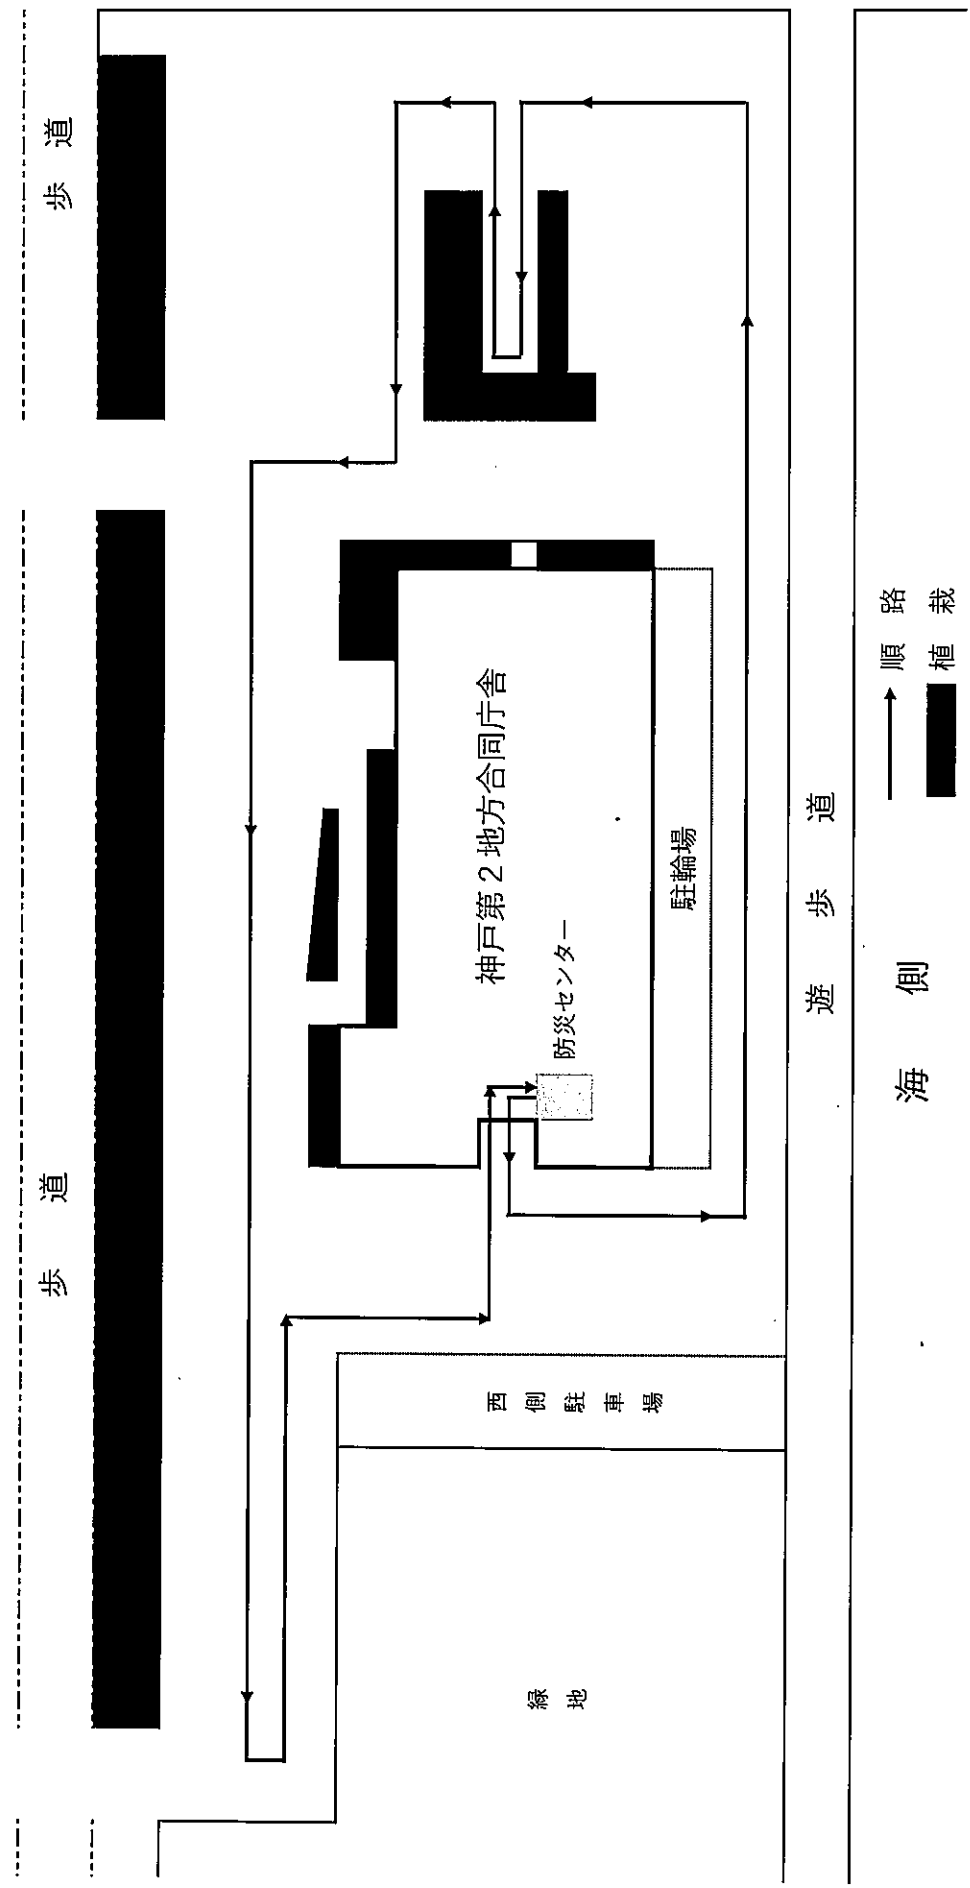 歩道
歩道
神戸第２地方合同庁舎
防災センター
駐輪場
西側駐車場
緑地
遊歩道
海側
順路
植栽